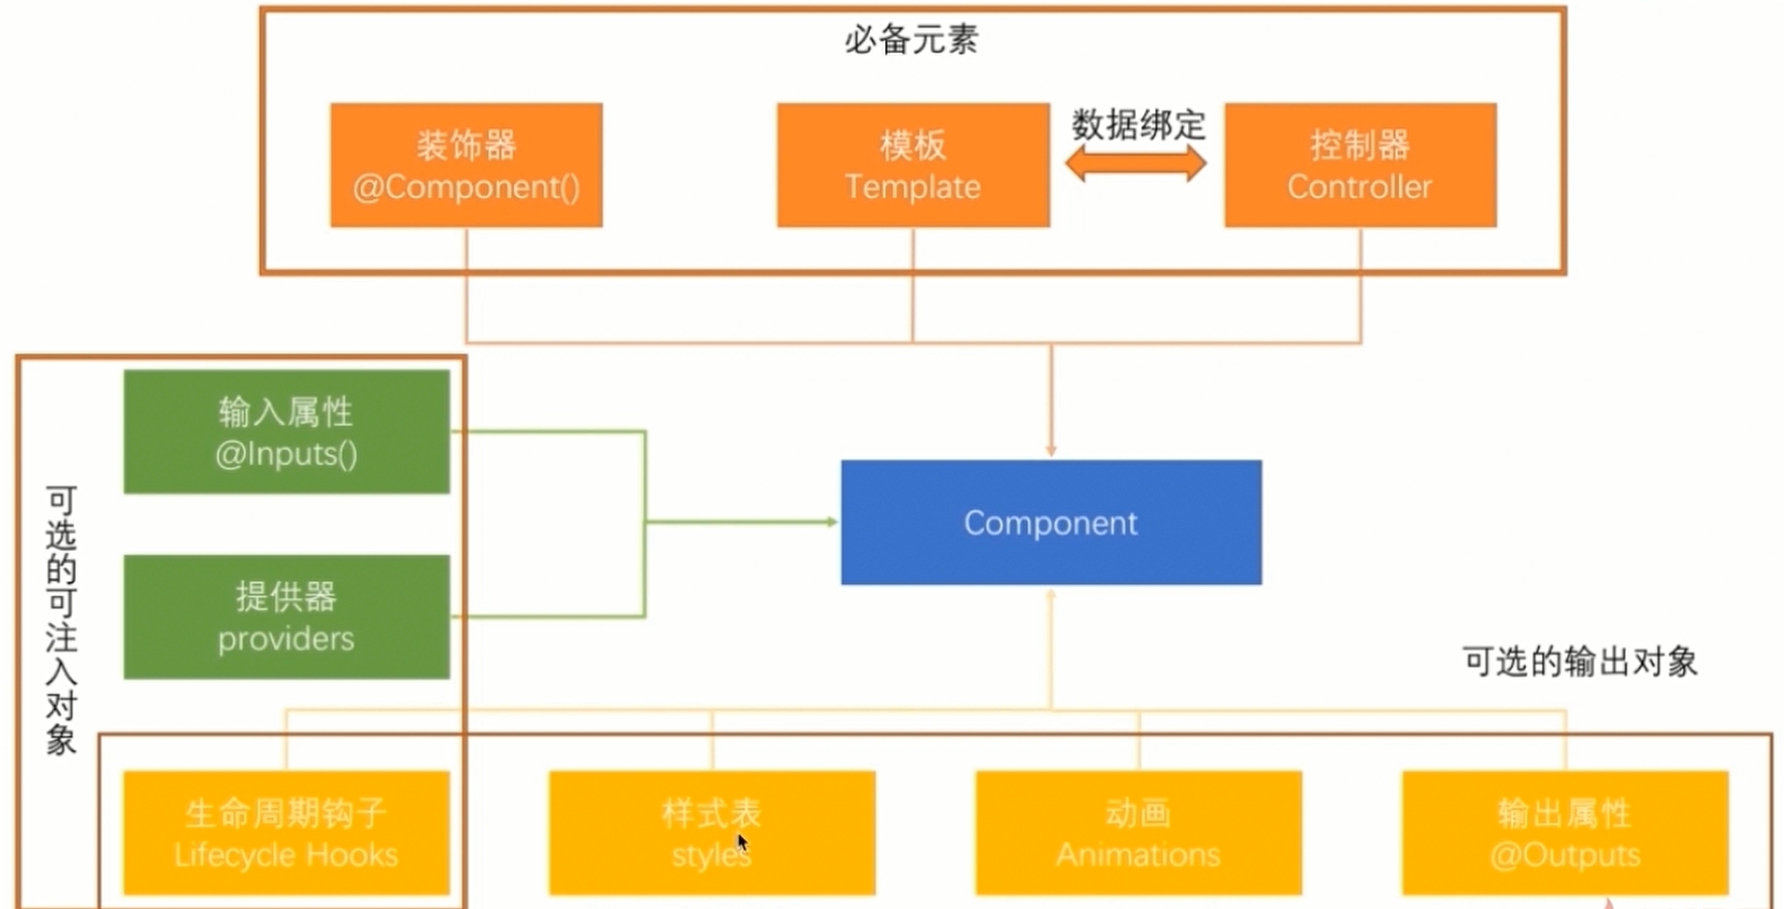 必备元素
装饰器
@Component()
模板
Template
数据绑定
控制器
Controller
输入属性
@Inputs()
可选的可注入对象
提供器
providers
Component
可选的输出对象
生命周期钩子
Lifecycle Hooks
样式表
styles
动画
Animations
输出属性
@Outputs